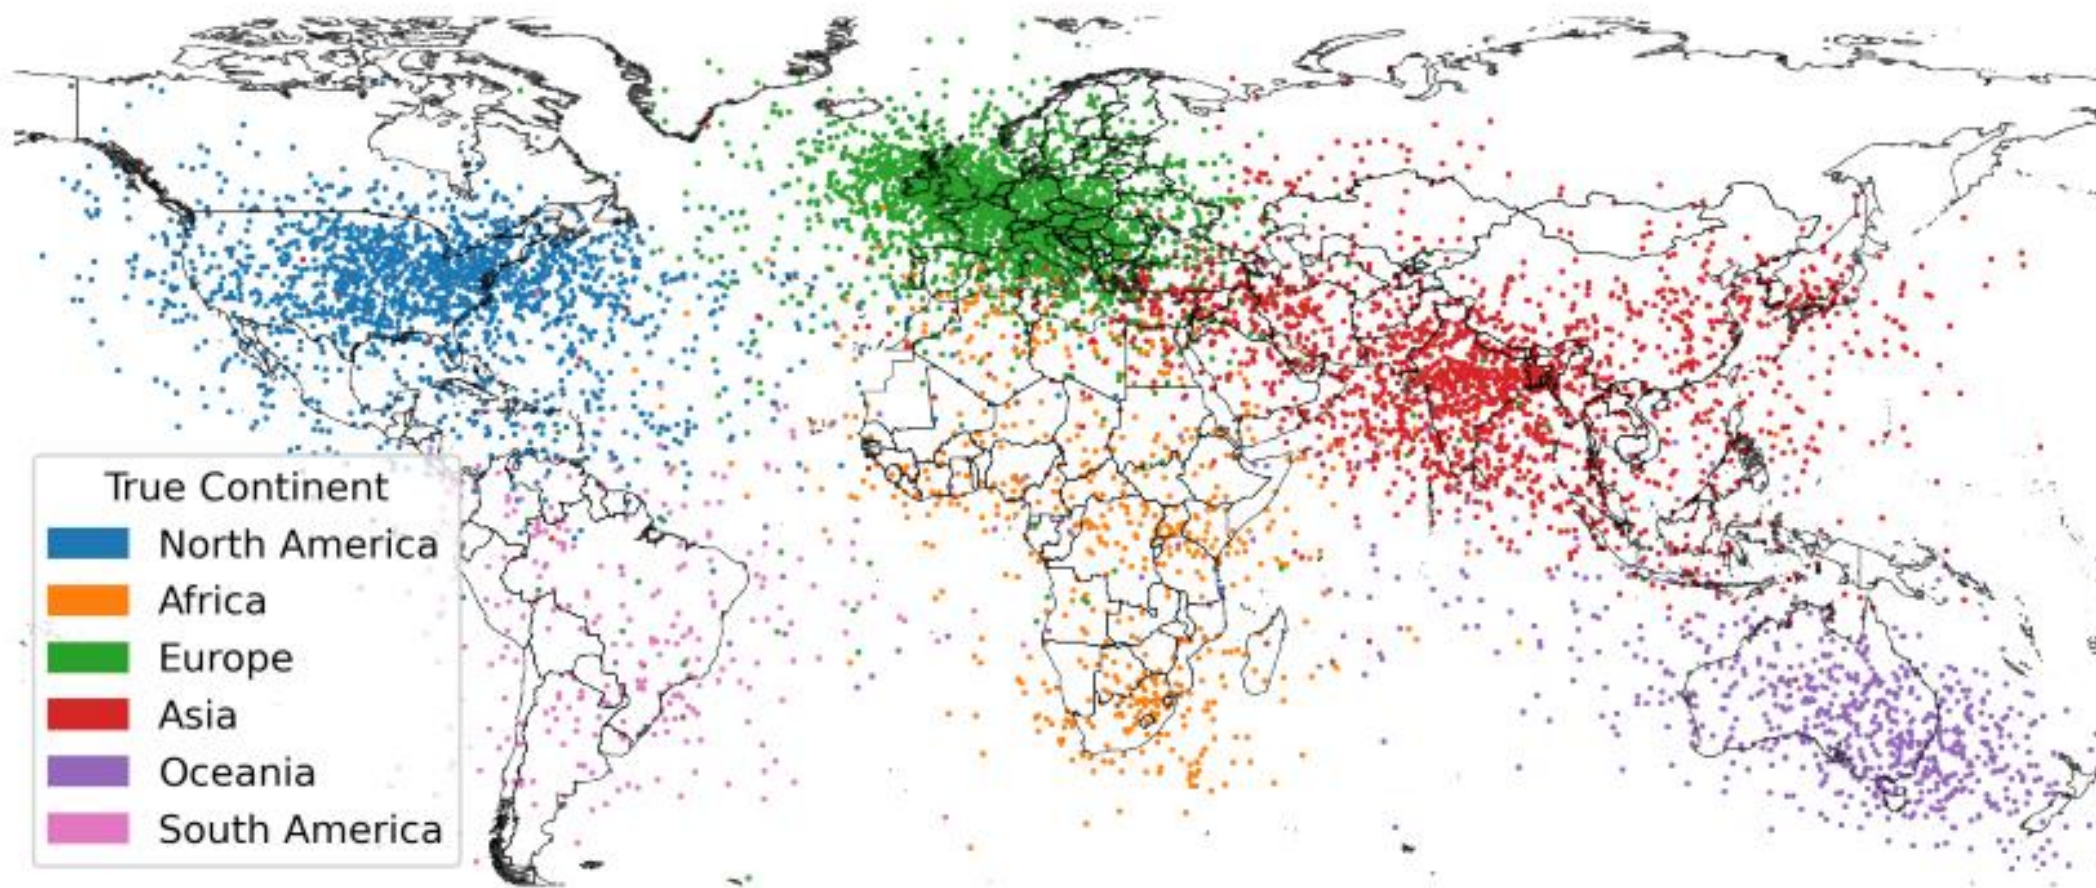 True Continent
North America
Africa
Europe
Asia
Oceania
South America